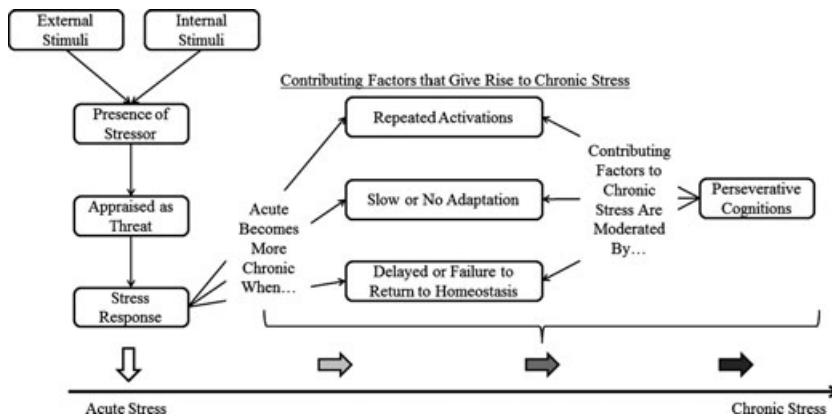 External
Stimuli
Internal
Stimuli
Contributing Factors that Give Rise to Chronic Stress
Presence of
Stressor
Appraised as
Threat
Stress
Response
Acute
Becomes
More
Chronic
When...
Repeated Activations
Slow or No Adaptation
Delayed or Failure to
Return to Homeostasis
Contributing
Factors to
Chronic
Stress Are
Moderated
By...
Perseverative
Cognitions
Acute Stress
Chronic Stress